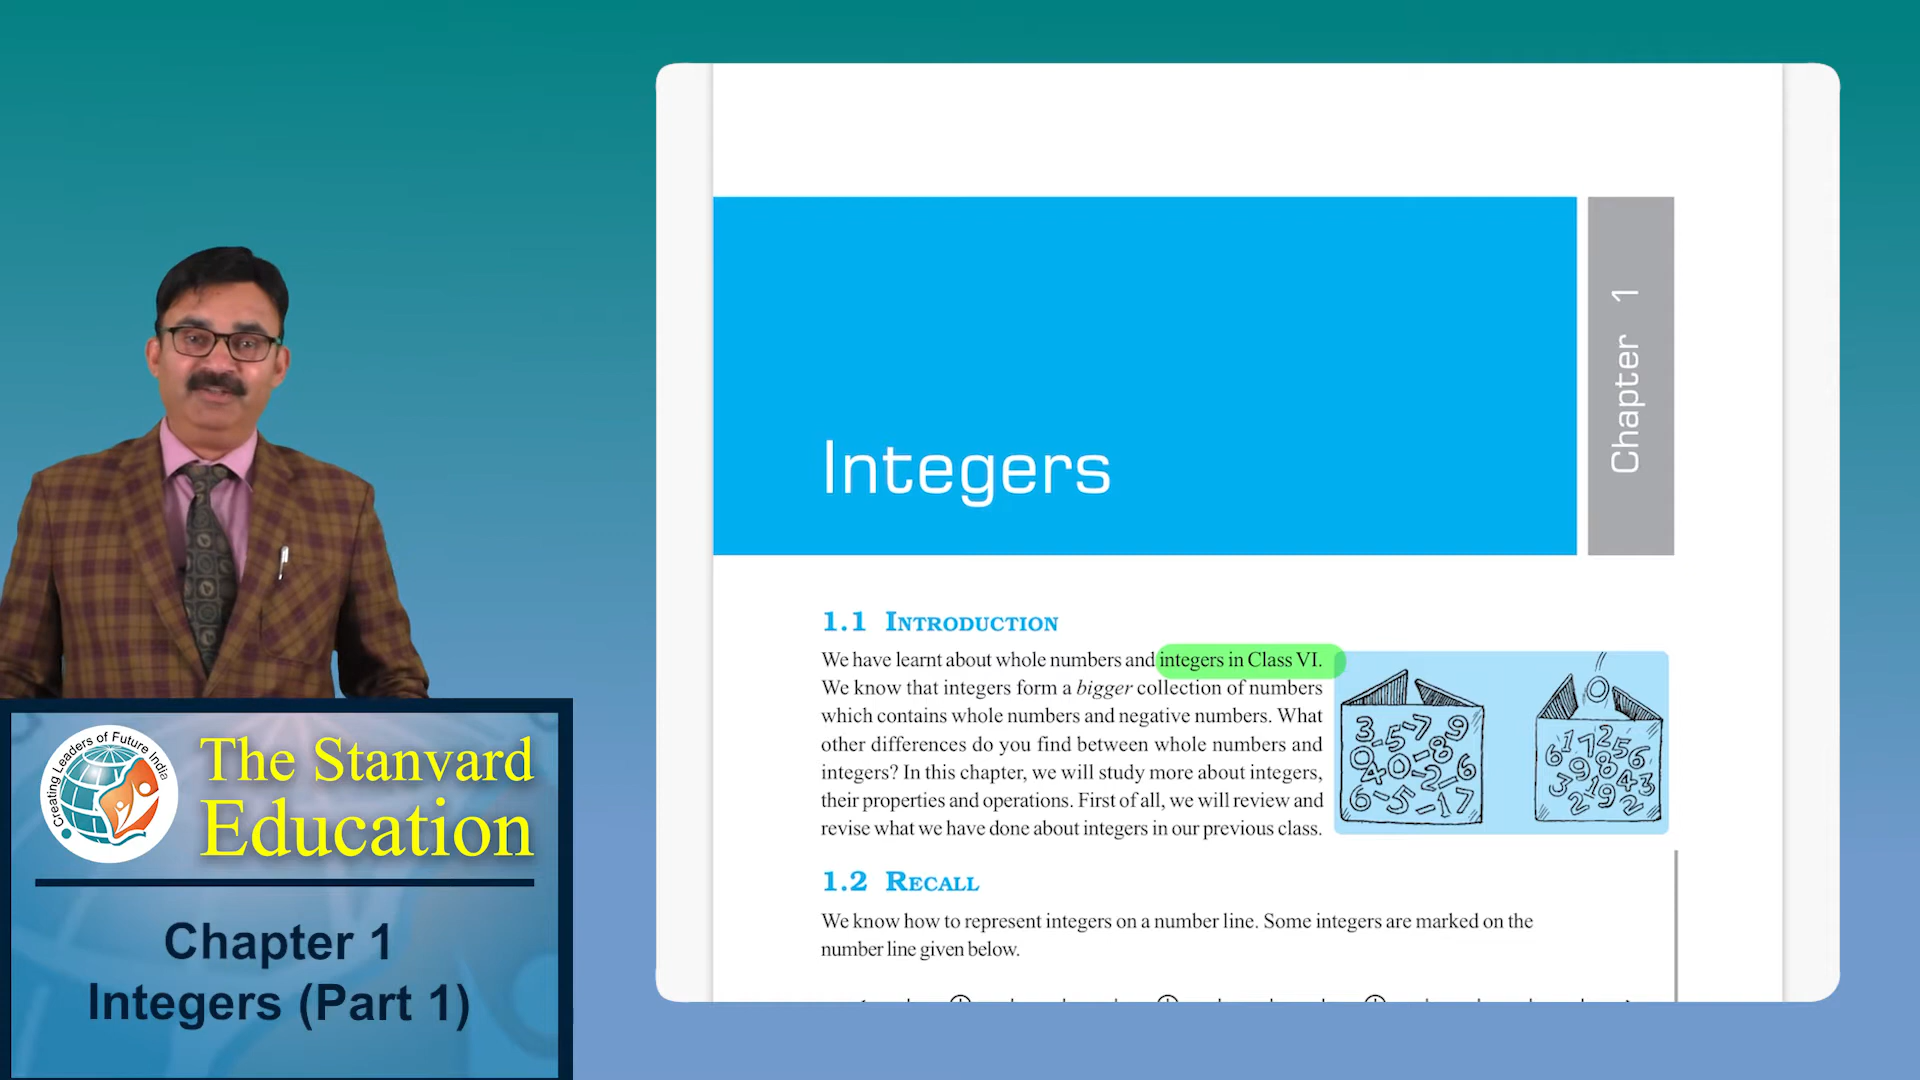 Integers
Chapter 1
1.1 INTRODUCTION
We have learnt about whole numbers and integers in Class VI.
We know that integers form a bigger collection of numbers
which contains whole numbers and negative numbers. What
other differences do you find between whole numbers and
integers? In this chapter, we will study more about integers,
their properties and operations. First of all, we will review and
revise what we have done about integers in our previous class.
1.2 RECALL
We know how to represent integers on a number line. Some integers are marked on the
number line given below.
Creating Leaders of Future India
The Stanvard
Education
Chapter 1
Integers (Part 1)